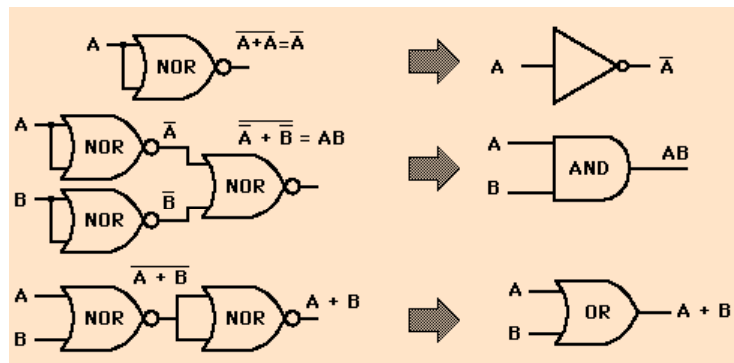 A NOR A̅+̅A̅=A̅
A A̅
A NOR A̅
A̅̅ ̅+̅ ̅B̅̅ = AB
NOR
B NOR B̅
A B AND AB
A B NOR A̅ ̅+̅ ̅B̅ NOR A + B
A B OR A + B